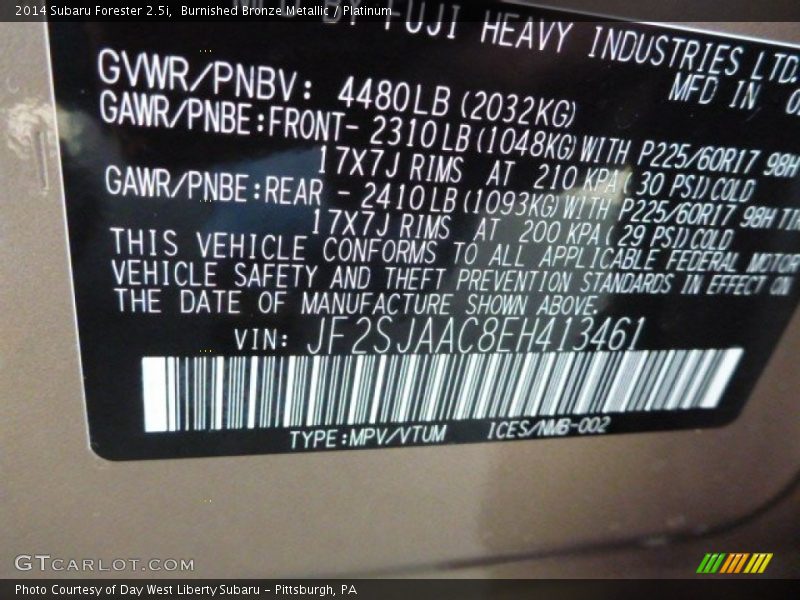 2014 Subaru Forester 2.5i, Burnished Bronze Metallic / Platinum
FUJI HEAVY INDUSTRIES LTD.
MFD IN
GVWR/PNBV: 4480LB (2032KG)
GAWR/PNBE:FRONT- 2310LB (1048KG) WITH P225/60R17 98H
17X7J RIMS AT 210 KPA ( 30 PSI) COLD
GAWR/PNBE:REAR - 2410LB (1093KG) WITH P225/60R17 98H
17X7J RIMS AT 200 KPA ( 29 PSI) COLD
THIS VEHICLE CONFORMS TO ALL APPLICABLE FEDERAL MOTOR
VEHICLE SAFETY AND THEFT PREVENTION STANDARDS IN EFFECT ON
THE DATE OF MANUFACTURE SHOWN ABOVE.
VIN: JF2SJAAC8EH413461
TYPE:MPV/VTUM ICES/NMB-002
GTCARLOT.COM
Photo Courtesy of Day West Liberty Subaru - Pittsburgh, PA